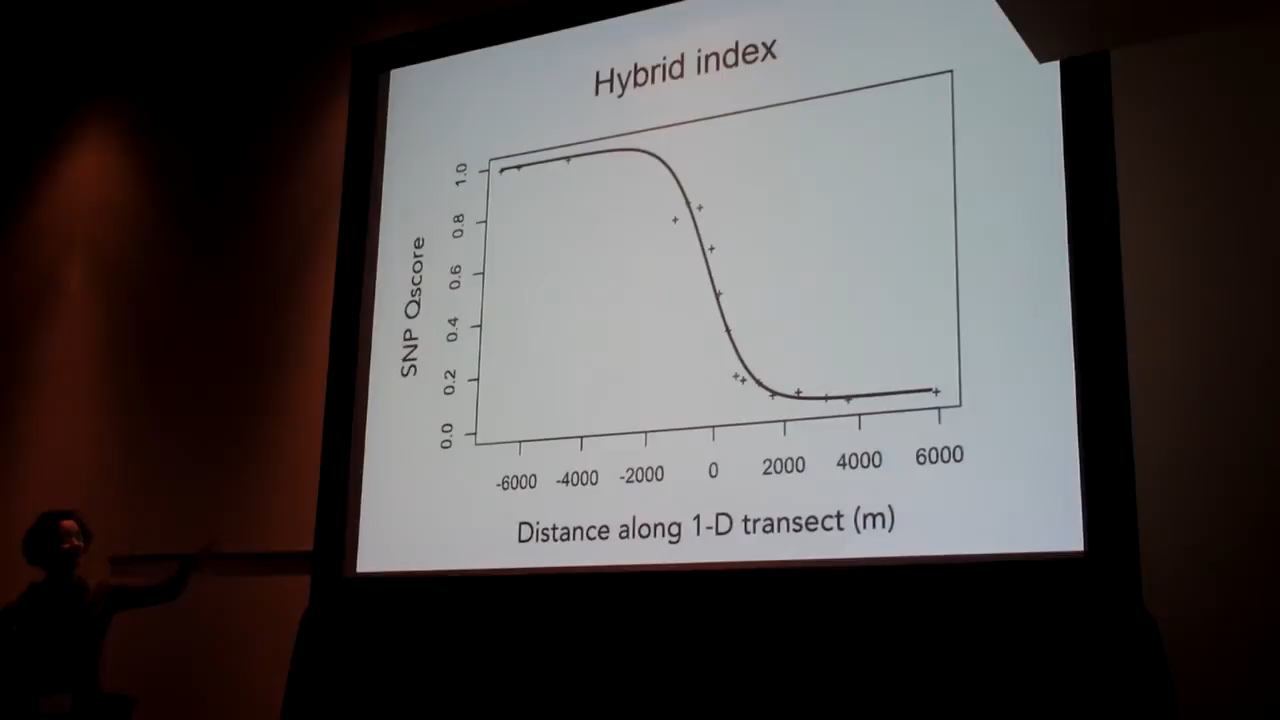 Hybrid index
SNP Qscore
1.0
0.8
0.6
0.4
0.2
0.0
-6000 -4000 -2000 0 2000 4000 6000
Distance along 1-D transect (m)